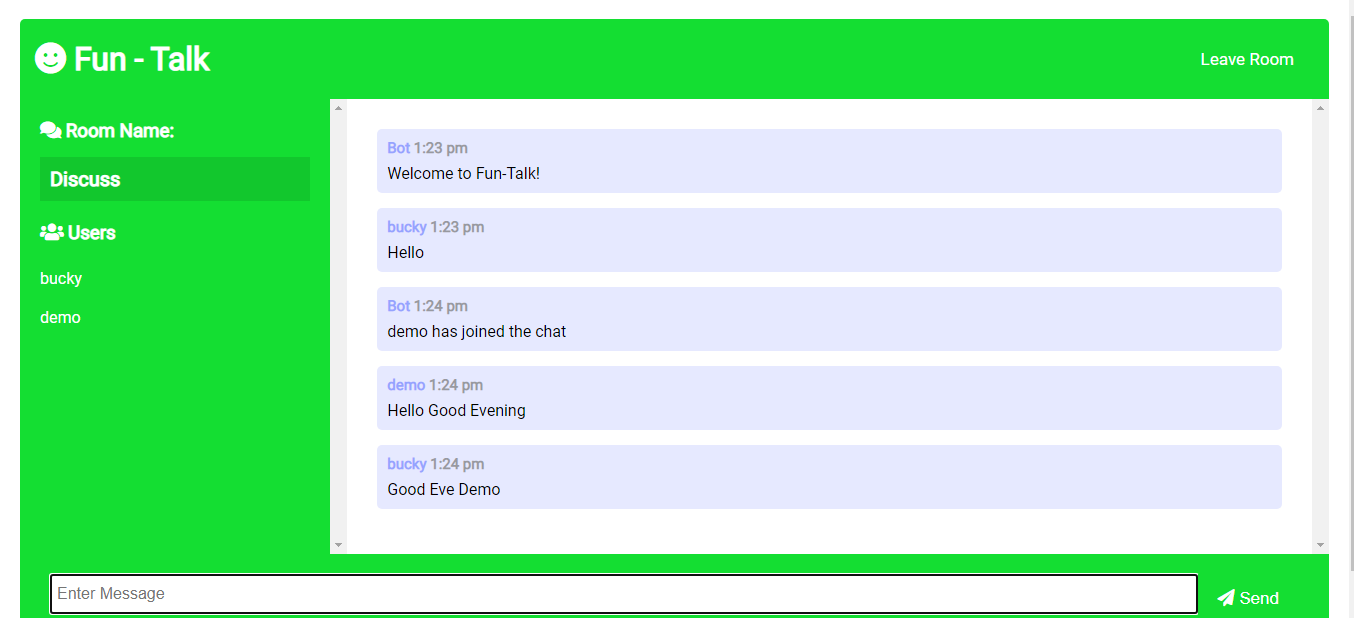 Fun - Talk
Leave Room
Room Name:
Discuss
Users
bucky
demo
Bot 1:23 pm
Welcome to Fun-Talk!
bucky 1:23 pm
Hello
Bot 1:24 pm
demo has joined the chat
demo 1:24 pm
Hello Good Evening
bucky 1:24 pm
Good Eve Demo
Enter Message
Send